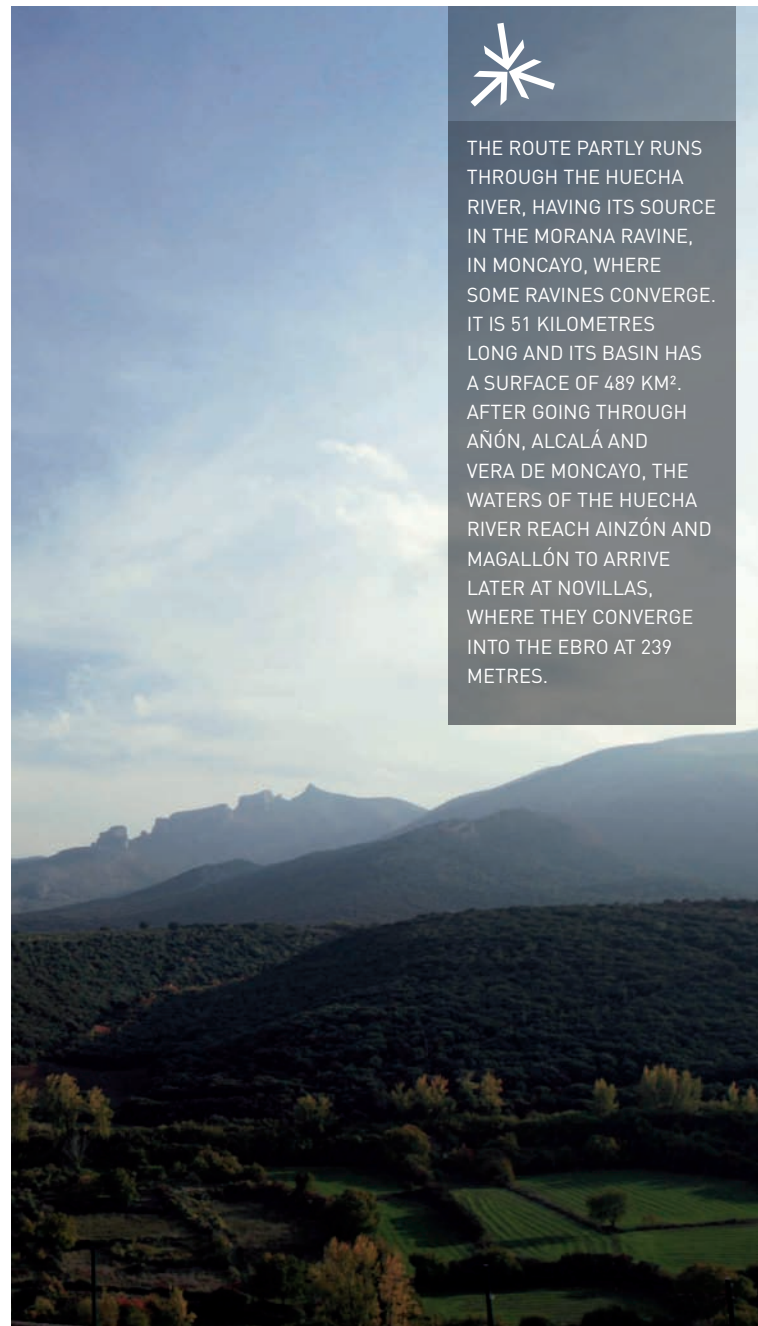 THE ROUTE PARTLY RUNS
THROUGH THE HUECHA
RIVER, HAVING ITS SOURCE
IN THE MORANA RAVINE,
IN MONCAYO, WHERE
SOME RAVINES CONVERGE.
IT IS 51 KILOMETRES
LONG AND ITS BASIN HAS
A SURFACE OF 489 KM².
AFTER GOING THROUGH
AÑÓN, ALCALÁ AND
VERA DE MONCAYO, THE
WATERS OF THE HUECHA
RIVER REACH AINZÓN AND
MAGALLÓN TO ARRIVE
LATER AT NOVILLAS,
WHERE THEY CONVERGE
INTO THE EBRO AT 239
METRES.